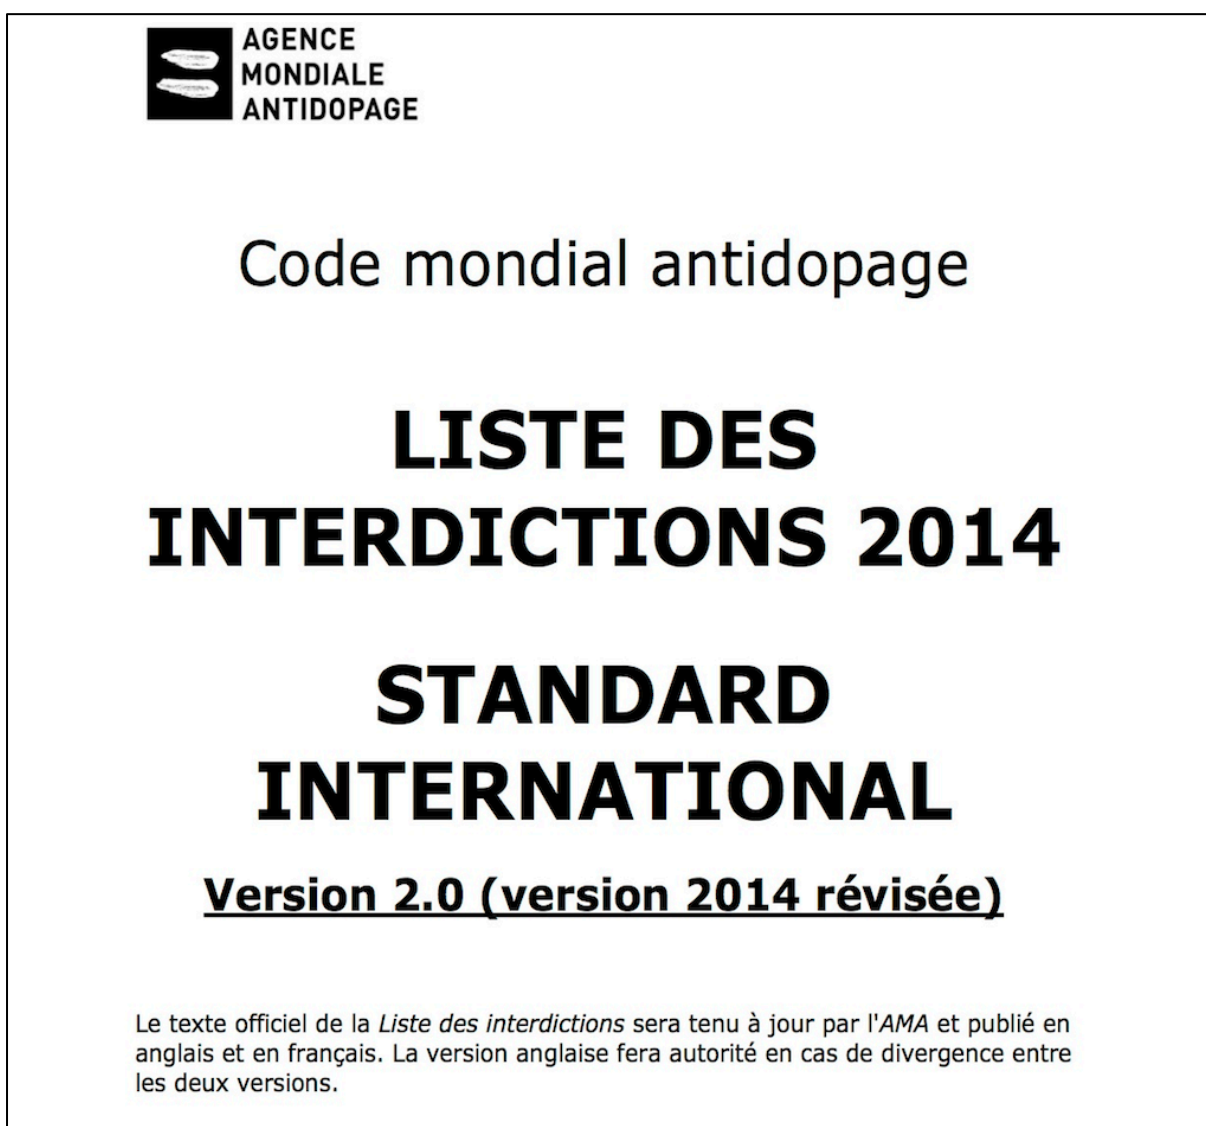 AGENCE
MONDIALE
ANTIDOPAGE
Code mondial antidopage
LISTE DES
INTERDICTIONS 2014
STANDARD
INTERNATIONAL
Version 2.0 (version 2014 révisée)
Le texte officiel de la Liste des interdictions sera tenu à jour par l'AMA et publié en
anglais et en français. La version anglaise fera autorité en cas de divergence entre
les deux versions.